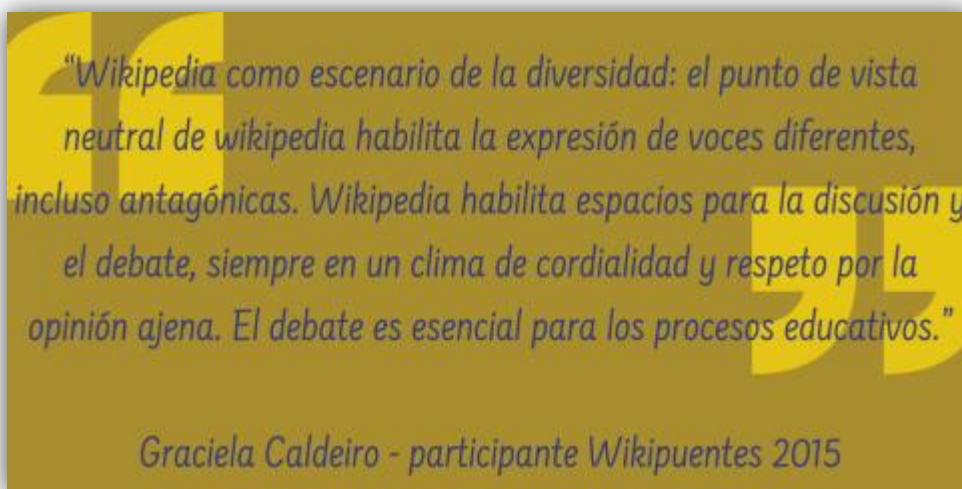 “Wikipedia como escenario de la diversidad: el punto de vista
neutral de wikipedia habilita la expresión de voces diferentes,
incluso antagónicas. Wikipedia habilita espacios para la discusión y
el debate, siempre en un clima de cordialidad y respeto por la
opinión ajena. El debate es esencial para los procesos educativos.”
Graciela Caldeiro - participante Wikipuentes 2015